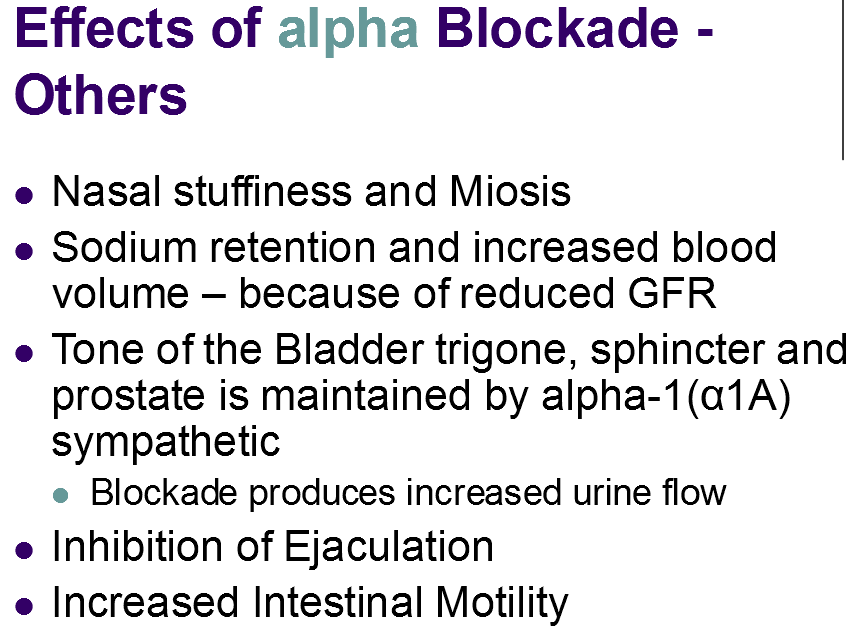 Effects of alpha Blockade -
Others
Nasal stuffiness and Miosis
Sodium retention and increased blood
volume – because of reduced GFR
Tone of the Bladder trigone, sphincter and
prostate is maintained by alpha-1(α1A)
sympathetic
Blockade produces increased urine flow
Inhibition of Ejaculation
Increased Intestinal Motility